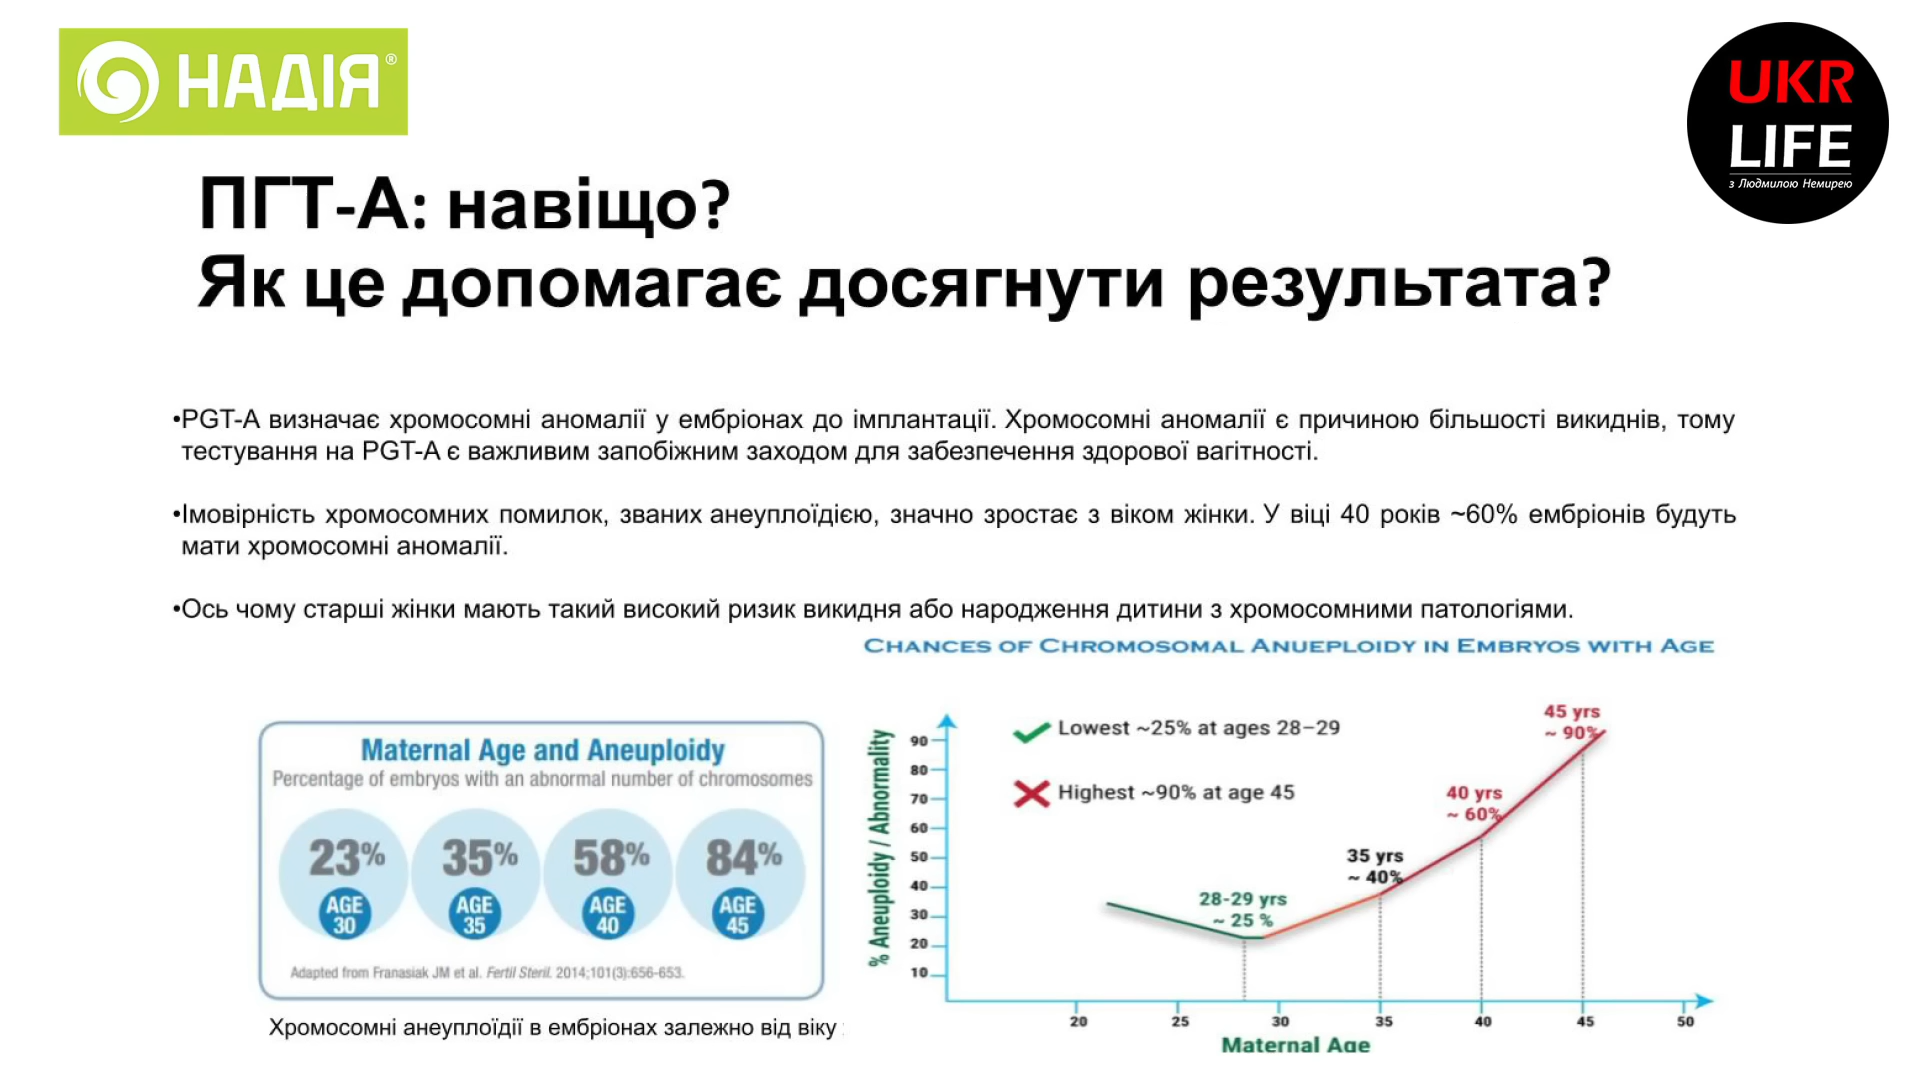 НАДІЯ®
UKR
LIFE
з Людмилою Немирею
ПГТ-А: навіщо?
Як це допомагає досягнути результата?
•PGT-A визначає хромосомні аномалії у ембріонах до імплантації. Хромосомні аномалії є причиною більшості викиднів, тому
тестування на PGT-A є важливим запобіжним заходом для забезпечення здорової вагітності.
•Імовірність хромосомних помилок, званих анеуплоїдією, значно зростає з віком жінки. У віці 40 років ~60% ембріонів будуть
мати хромосомні аномалії.
•Ось чому старші жінки мають такий високий ризик викидня або народження дитини з хромосомними патологіями.
CHANCES OF CHROMOSOMAL ANUEPLOIDY IN EMBRYOS WITH AGE
Maternal Age and Aneuploidy
Percentage of embryos with an abnormal number of chromosomes
23% 35% 58% 84%
AGE 30 AGE 35 AGE 40 AGE 45
Adapted from Franasiak JM et al. Fertil Steril. 2014;101(3):656-653.
Хромосомні анеуплоїдії в ембріонах залежно від віку
% Aneuploidy / Abnormality
90
80
70
60
50
40
30
20
10
Lowest ~25% at ages 28–29
Highest ~90% at age 45
28-29 yrs
~ 25 %
35 yrs
~ 40%
40 yrs
~ 60%
45 yrs
~ 90%
20 25 30 35 40 45 50
Maternal Age